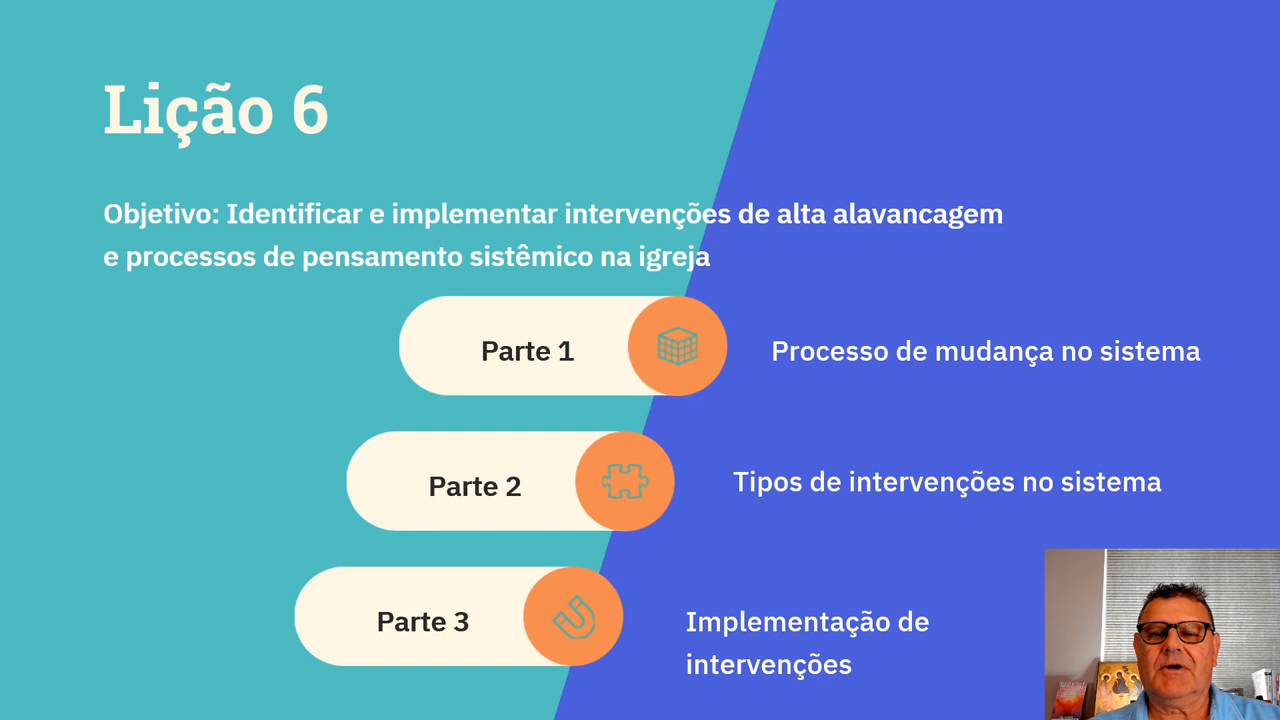 Lição 6
Objetivo: Identificar e implementar intervenções de alta alavancagem
e processos de pensamento sistêmico na igreja
Parte 1
Processo de mudança no sistema
Parte 2
Tipos de intervenções no sistema
Parte 3
Implementação de
intervenções